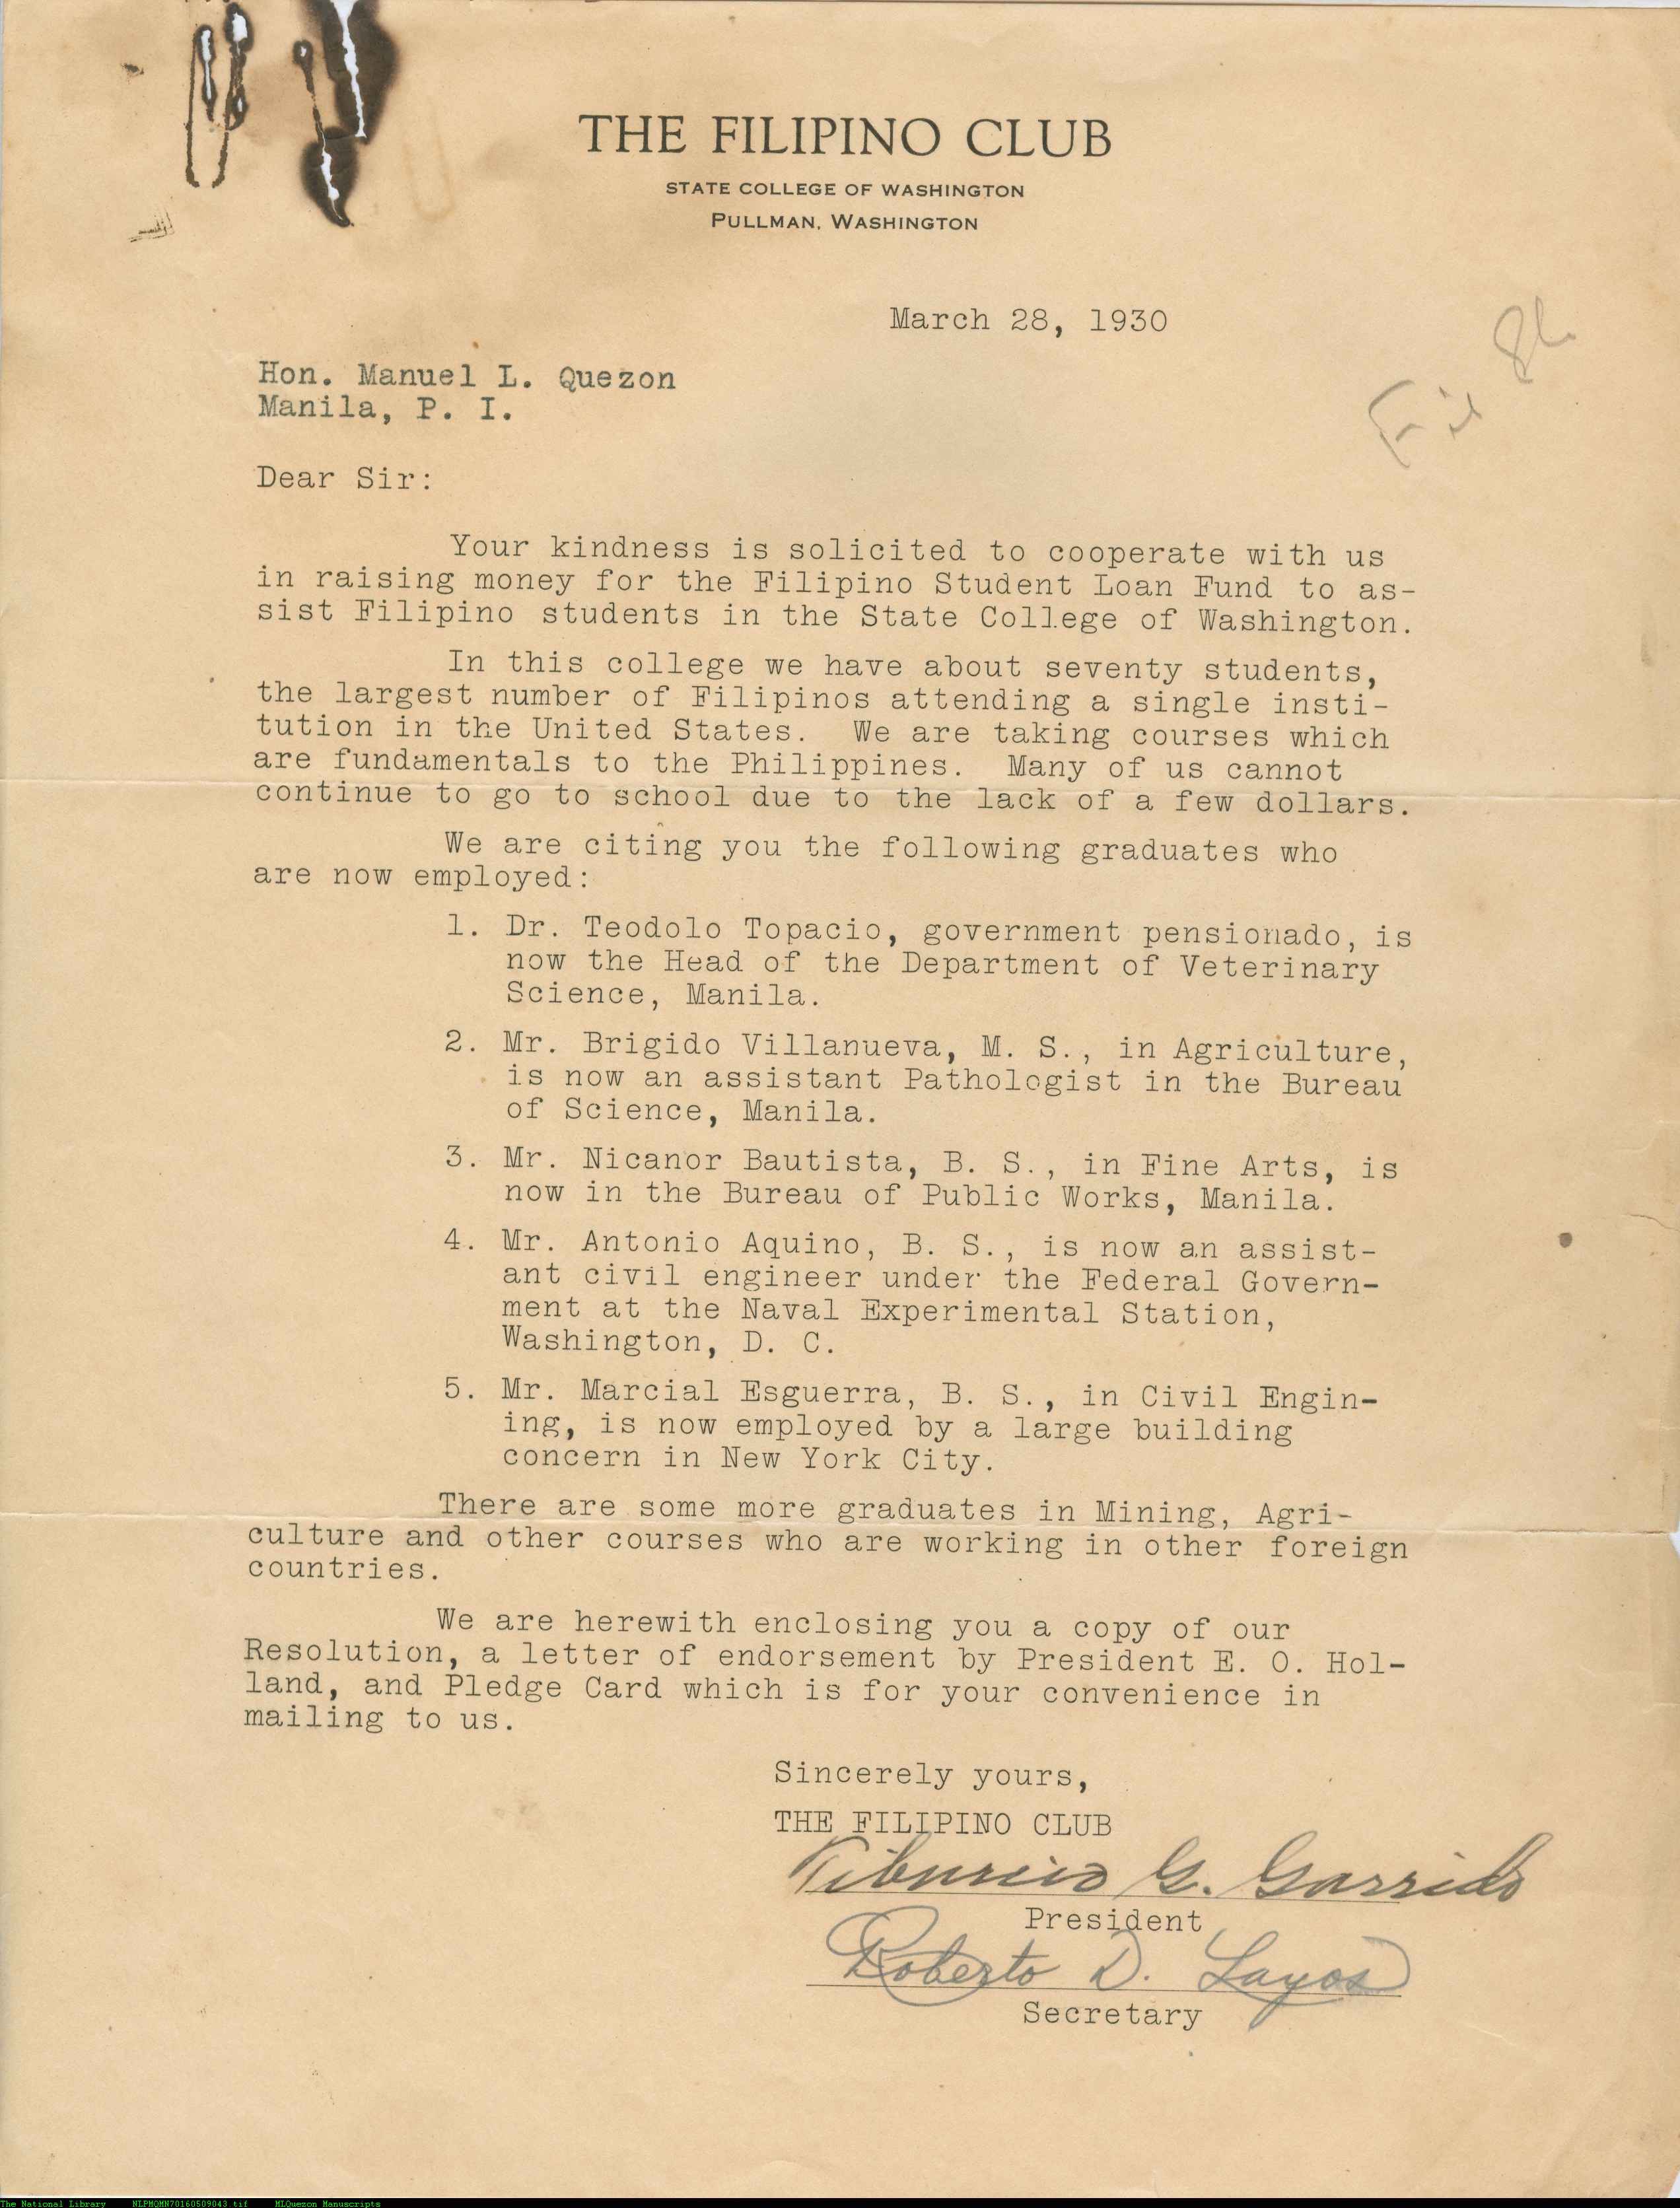 THE FILIPINO CLUB
STATE COLLEGE OF WASHINGTON
PULLMAN, WASHINGTON
March 28, 1930
Hon. Manuel L. Quezon
Manila, P. I.
Dear Sir:
Your kindness is solicited to cooperate with us
in raising money for the Filipino Student Loan Fund to as-
sist Filipino students in the State College of Washington.
In this college we have about seventy students,
the largest number of Filipinos attending a single insti-
tution in the United States. We are taking courses which
are fundamentals to the Philippines. Many of us cannot
continue to go to school due to the lack of a few dollars.
We are citing you the following graduates who
are now employed:
1. Dr. Teodolo Topacio, government pensionado, is
now the Head of the Department of Veterinary
Science, Manila.
2. Mr. Brigido Villanueva, M. S., in Agriculture,
is now an assistant Pathologist in the Bureau
of Science, Manila.
3. Mr. Nicanor Bautista, B. S., in Fine Arts, is
now in the Bureau of Public Works, Manila.
4. Mr. Antonio Aquino, B. S., is now an assist-
ant civil engineer under the Federal Govern-
ment at the Naval Experimental Station,
Washington, D. C.
5. Mr. Marcial Esguerra, B. S., in Civil Engin-
ing, is now employed by a large building
concern in New York City.
There are some more graduates in Mining, Agri-
culture and other courses who are working in other foreign
countries.
We are herewith enclosing you a copy of our
Resolution, a letter of endorsement by President E. O. Hol-
land, and Pledge Card which is for your convenience in
mailing to us.
Sincerely yours,
THE FILIPINO CLUB
Tiburcio G. Garrido
President
Roberto D. Layos
Secretary
The National Library NLPMQMN70160509043.tif MLQuezon Manuscripts